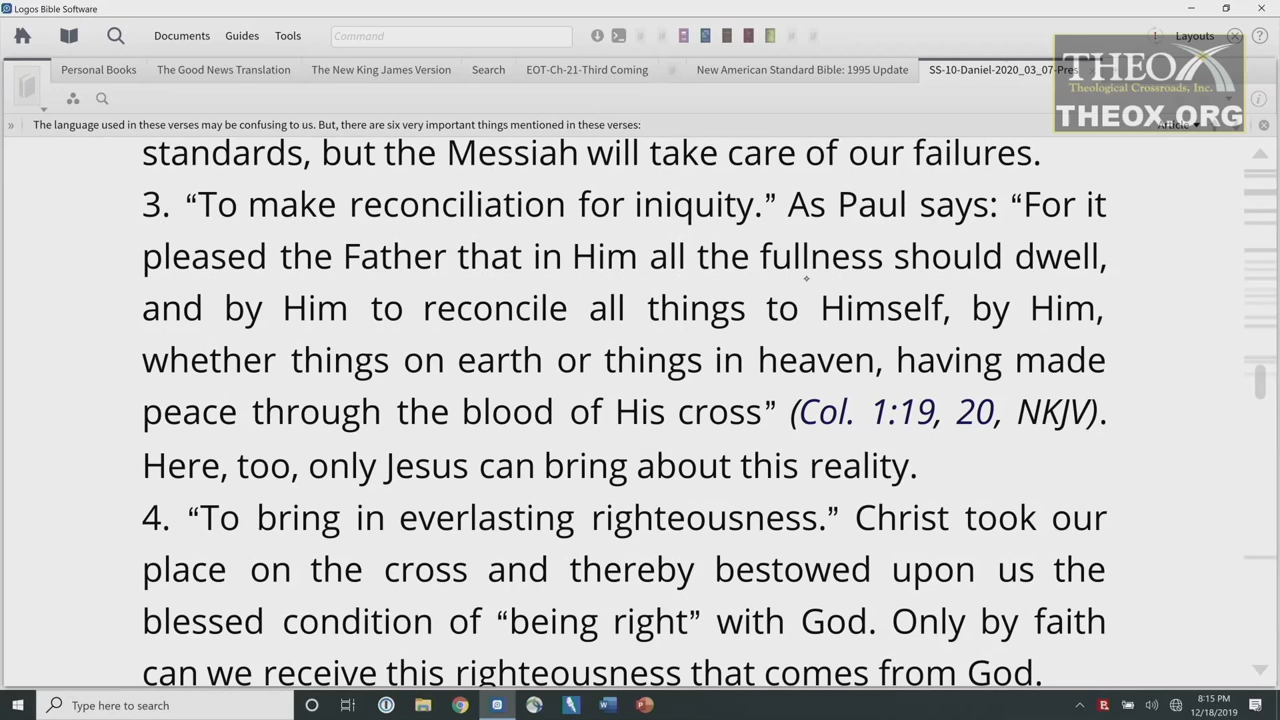 Logos Bible Software
Documents Guides Tools Command Layouts
Personal Books The Good News Translation The New King James Version Search EOT-Ch-21-Third Coming New American Standard Bible: 1995 Update SS-10-Daniel-2020_03_07-Pres
THEOX
Theological Crossroads, Inc.
THEOX.ORG
The language used in these verses may be confusing to us. But, there are six very important things mentioned in these verses: Article
standards, but the Messiah will take care of our failures.
3. “To make reconciliation for iniquity.” As Paul says: “For it
pleased the Father that in Him all the fullness should dwell,
and by Him to reconcile all things to Himself, by Him,
whether things on earth or things in heaven, having made
peace through the blood of His cross” (Col. 1:19, 20, NKJV).
Here, too, only Jesus can bring about this reality.
4. “To bring in everlasting righteousness.” Christ took our
place on the cross and thereby bestowed upon us the
blessed condition of “being right” with God. Only by faith
can we receive this righteousness that comes from God.
Type here to search
8:15 PM
12/18/2019